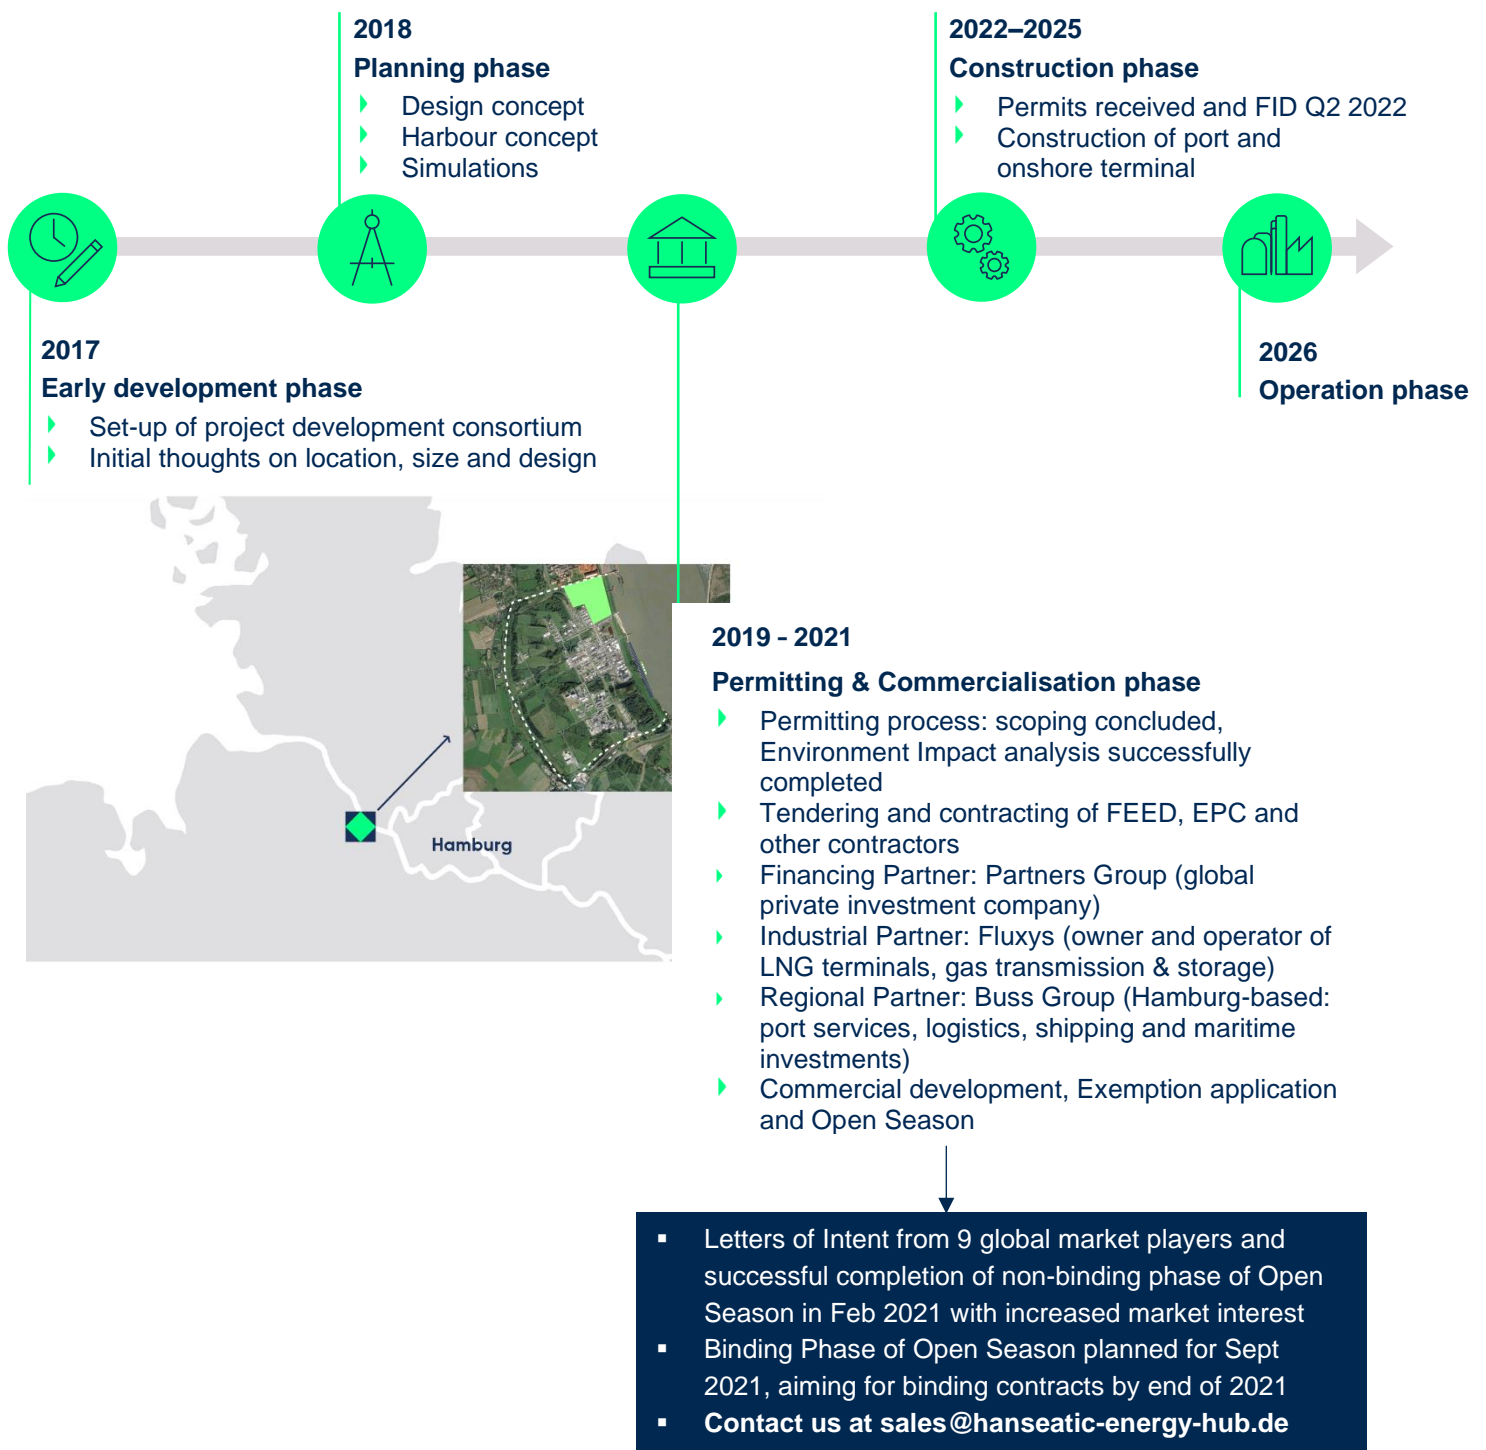 2018
Planning phase
Design concept
Harbour concept
Simulations
2022–2025
Construction phase
Permits received and FID Q2 2022
Construction of port and
onshore terminal
2017
Early development phase
Set-up of project development consortium
Initial thoughts on location, size and design
2026
Operation phase
Hamburg
2019 - 2021
Permitting & Commercialisation phase
Permitting process: scoping concluded,
Environment Impact analysis successfully
completed
Tendering and contracting of FEED, EPC and
other contractors
Financing Partner: Partners Group (global
private investment company)
Industrial Partner: Fluxys (owner and operator of
LNG terminals, gas transmission & storage)
Regional Partner: Buss Group (Hamburg-based:
port services, logistics, shipping and maritime
investments)
Commercial development, Exemption application
and Open Season
Letters of Intent from 9 global market players and
successful completion of non-binding phase of Open
Season in Feb 2021 with increased market interest
Binding Phase of Open Season planned for Sept
2021, aiming for binding contracts by end of 2021
Contact us at sales@hanseatic-energy-hub.de